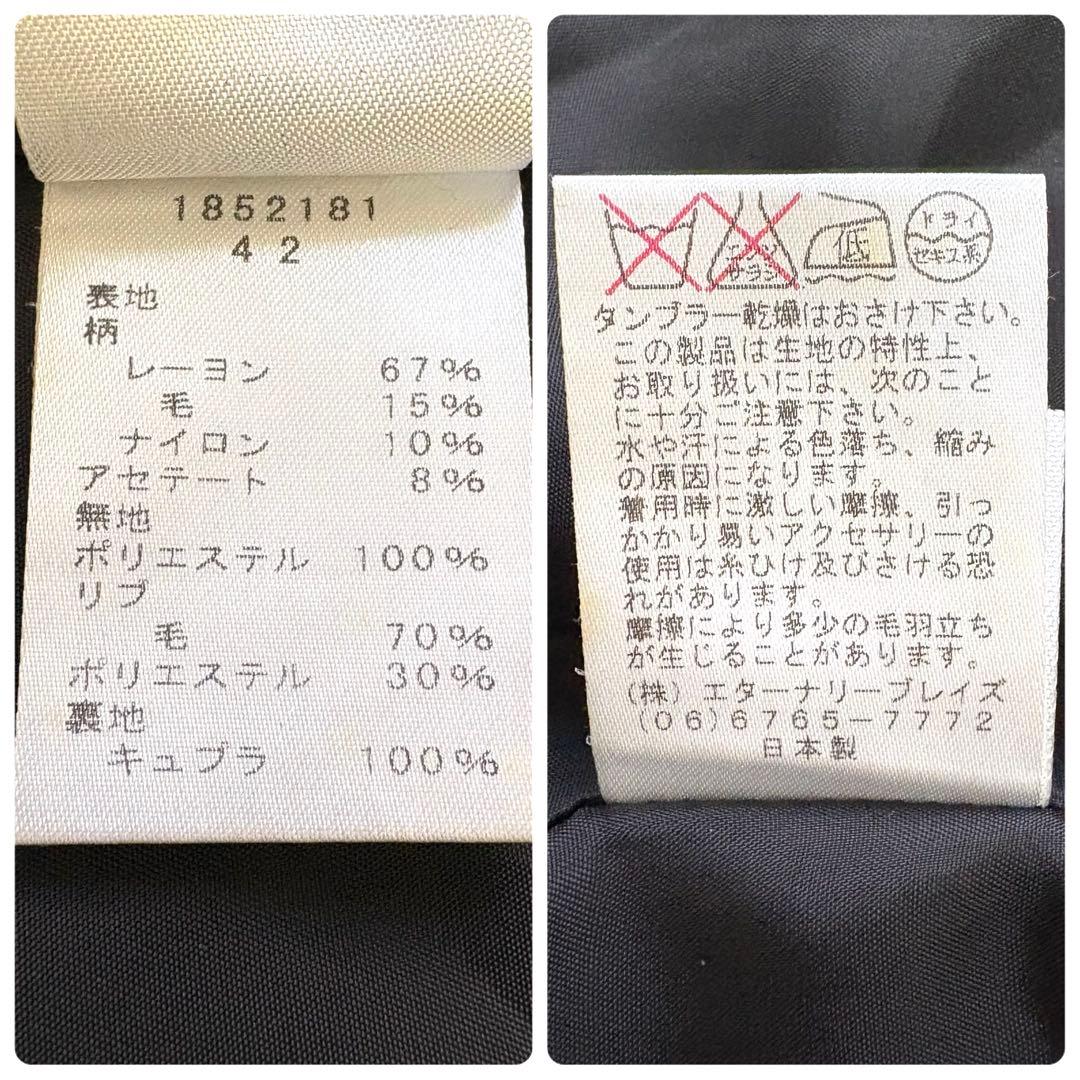 1852181
42
表地
柄
レーヨン 67%
毛 15%
ナイロン 10%
アセテート 8%
無地
ポリエステル 100%
リブ
毛 70%
ポリエステル 30%
裏地
キュプラ 100%
エンソ
サラシ
低
ドライ
セキユ系
タンブラー乾燥はおさけ下さい。
この製品は生地の特性上、
お取り扱いには、次のこと
に十分ご注意下さい。
水や汗による色落ち、縮み
の原因になります。
着用時に激しい摩擦、引っ
かかり易いアクセサリーの
使用は糸ひけ及びさける恐
れがあります。
摩擦により多少の毛羽立ち
が生じることがあります。
(株)エターナリーブレイズ
(06)6765-7772
日本製